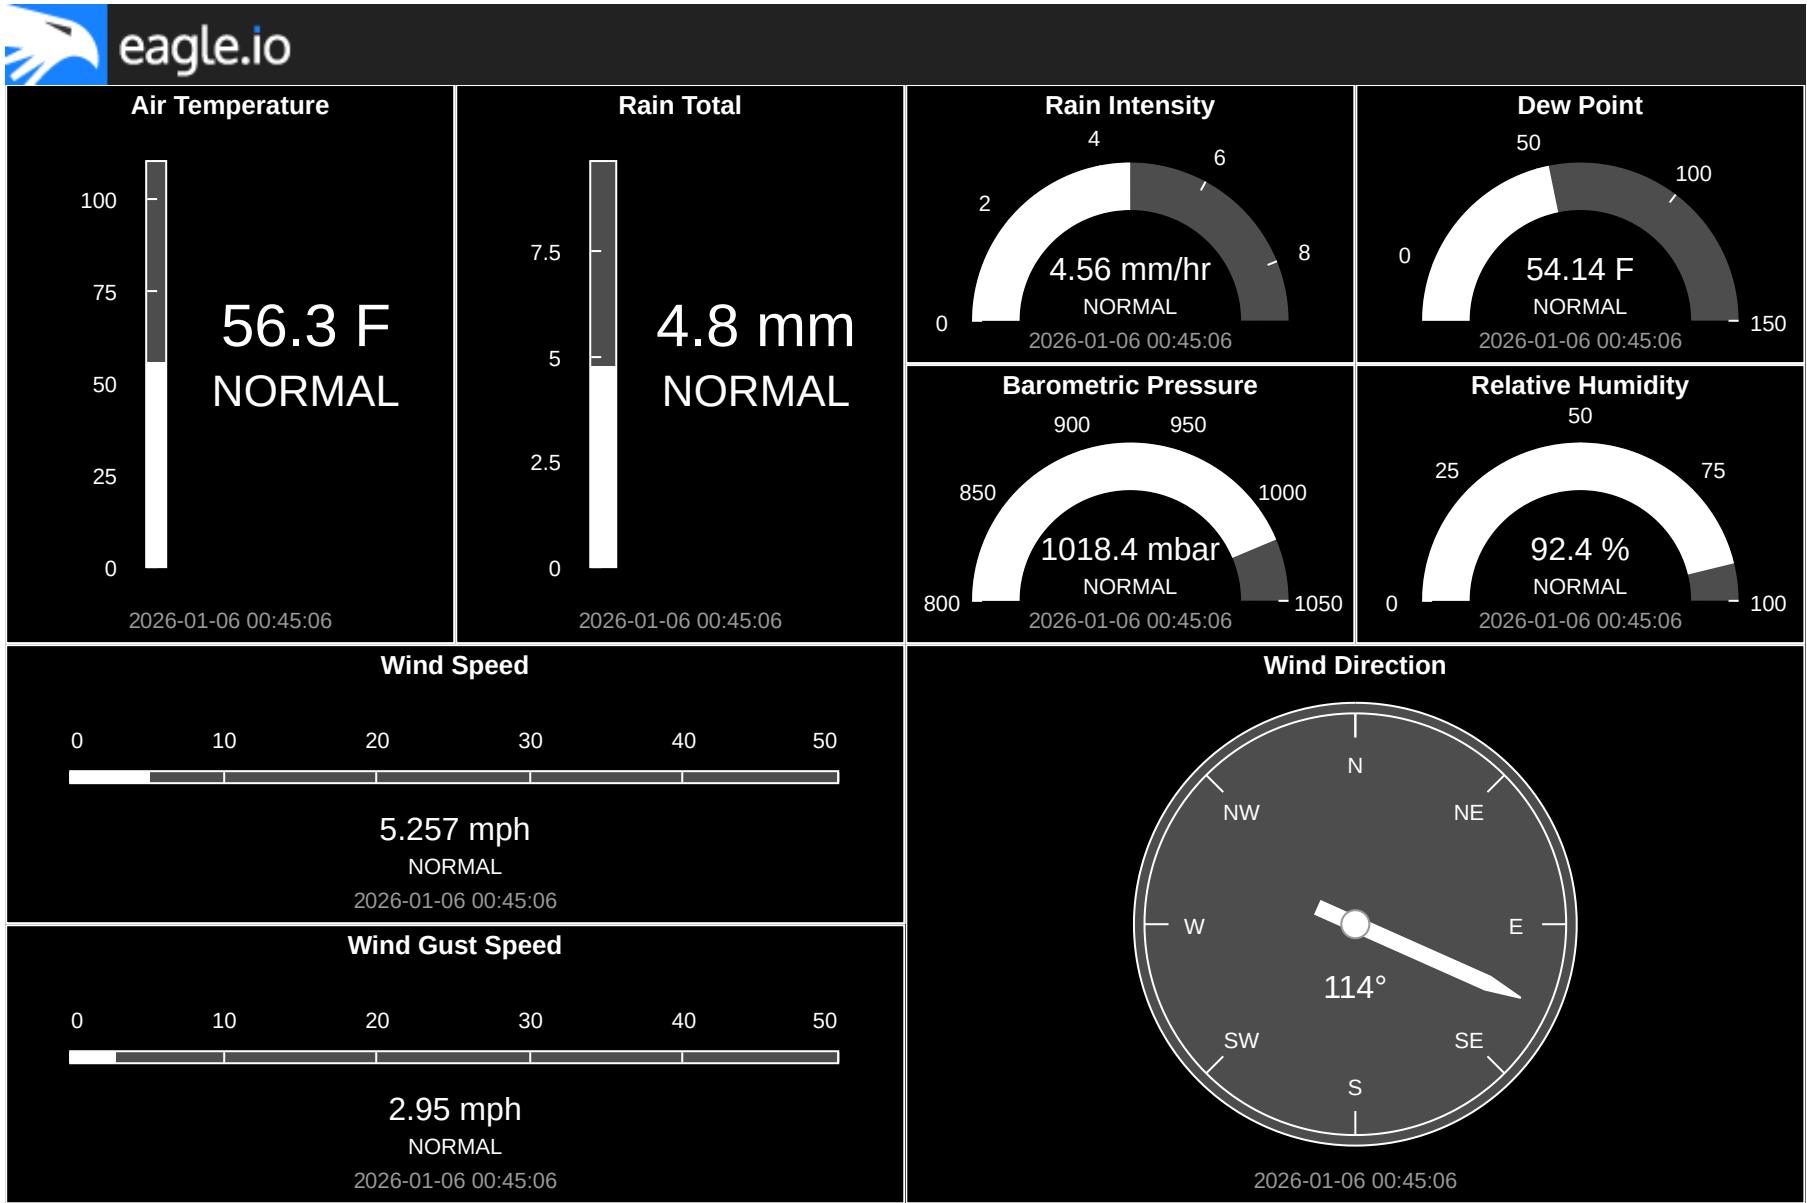 eagle.io
Air Temperature
100
75
50
25
0
56.3 F
NORMAL
2026-01-06 00:45:06
Rain Total
7.5
5
2.5
0
4.8 mm
NORMAL
2026-01-06 00:45:06
Rain Intensity
0
2
4
6
8
4.56 mm/hr
NORMAL
2026-01-06 00:45:06
Dew Point
0
50
100
150
54.14 F
NORMAL
2026-01-06 00:45:06
Barometric Pressure
800
850
900
950
1000
1050
1018.4 mbar
NORMAL
2026-01-06 00:45:06
Relative Humidity
0
25
50
75
100
92.4 %
NORMAL
2026-01-06 00:45:06
Wind Speed
0 10 20 30 40 50
5.257 mph
NORMAL
2026-01-06 00:45:06
Wind Gust Speed
0 10 20 30 40 50
2.95 mph
NORMAL
2026-01-06 00:45:06
Wind Direction
N
NW NE
W E
114°
SW SE
S
2026-01-06 00:45:06